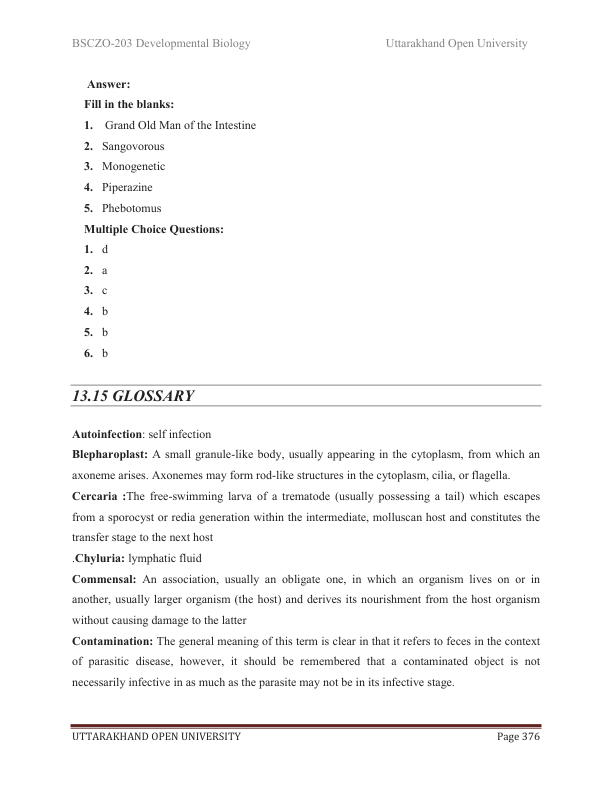 BSCZO-203 Developmental Biology Uttarakhand Open University
Answer:
Fill in the blanks:
1. Grand Old Man of the Intestine
2. Sangovorous
3. Monogenetic
4. Piperazine
5. Phebotomus
Multiple Choice Questions:
1. d
2. a
3. c
4. b
5. b
6. b
13.15 GLOSSARY
Autoinfection: self infection
Blepharoplast: A small granule-like body, usually appearing in the cytoplasm, from which an
axoneme arises. Axonemes may form rod-like structures in the cytoplasm, cilia, or flagella.
Cercaria :The free-swimming larva of a trematode (usually possessing a tail) which escapes
from a sporocyst or redia generation within the intermediate, molluscan host and constitutes the
transfer stage to the next host
.Chyluria: lymphatic fluid
Commensal: An association, usually an obligate one, in which an organism lives on or in
another, usually larger organism (the host) and derives its nourishment from the host organism
without causing damage to the latter
Contamination: The general meaning of this term is clear in that it refers to feces in the context
of parasitic disease, however, it should be remembered that a contaminated object is not
necessarily infective in as much as the parasite may not be in its infective stage.
UTTARAKHAND OPEN UNIVERSITY Page 376